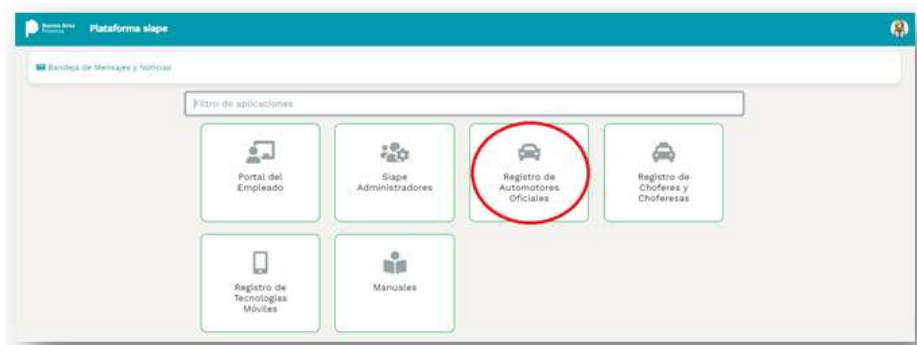 Buenos Aires
Provincia
Plataforma siape
Bandeja de Mensajes y Noticias
Filtro de aplicaciones
Portal del
Empleado
Siape
Administradores
Registro de
Automotores
Oficiales
Registro de
Choferes y
Choferesas
Registro de
Tecnologías
Móviles
Manuales